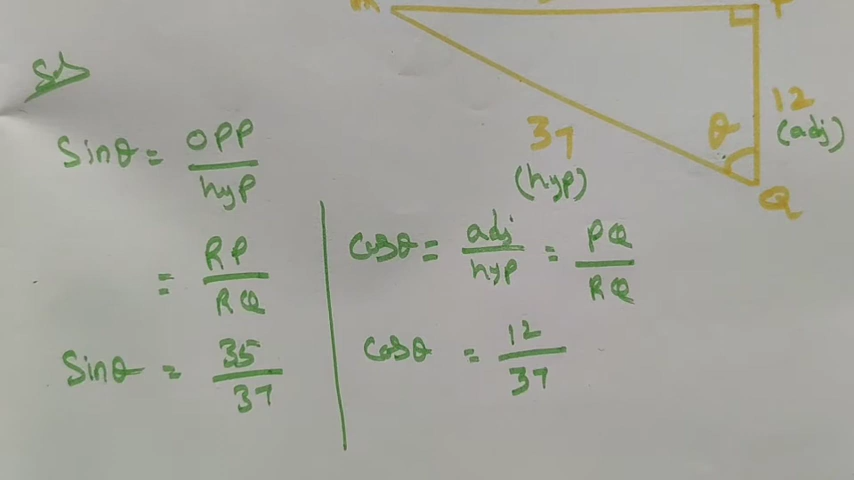 12
θ
(adj)
37
(hyp)
Q
Sol
Sinθ = OPP/hyp
= RP/RQ
Sinθ = 35/37
Cosθ = adj/hyp = PQ/RQ
Cosθ = 12/37